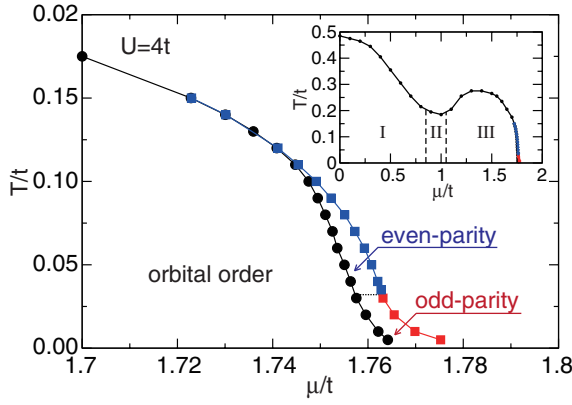 U=4t
0.20
0.15
0.10
0.05
0.00
T/t
1.7
1.72
1.74
1.76
1.78
1.8
μ/t
orbital order
even-parity
odd-parity
0.5
0.4
0.3
0.2
0.1
0
T/t
I
II
III
0
0.5
1
1.5
2
μ/t